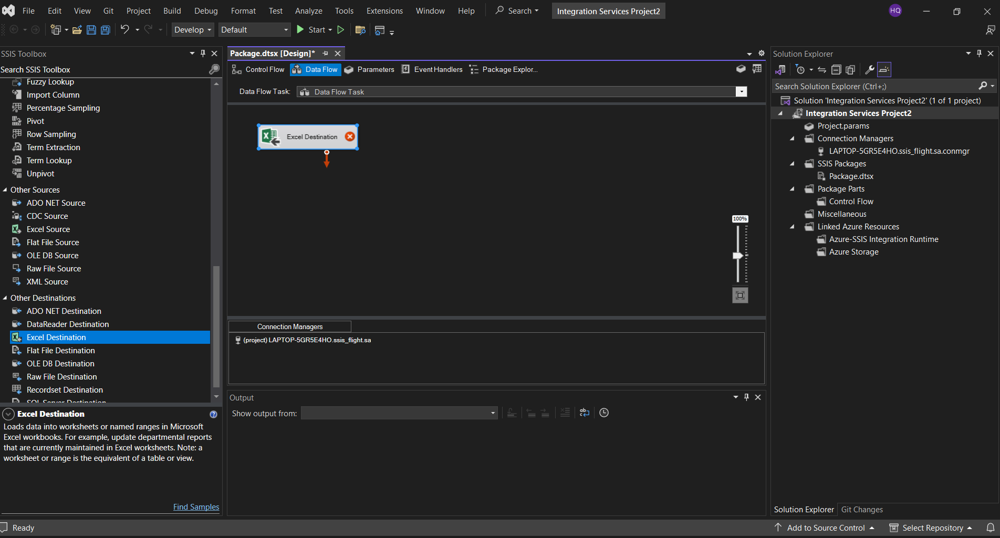 File Edit View Git Project Build Debug Format Test Analyze Tools Extensions Window Help Search Integration Services Project2 HQ
Develop Default Start
SSIS Toolbox
Search SSIS Toolbox
Fuzzy Lookup
Import Column
Percentage Sampling
Pivot
Row Sampling
Term Extraction
Term Lookup
Unpivot
Other Sources
ADO NET Source
CDC Source
Excel Source
Flat File Source
OLE DB Source
Raw File Source
XML Source
Other Destinations
ADO NET Destination
DataReader Destination
Excel Destination
Flat File Destination
OLE DB Destination
Raw File Destination
Recordset Destination
SQL Server Destination
Excel Destination
Loads data into worksheets or named ranges in Microsoft
Excel workbooks. For example, update departmental reports
that are currently maintained in Excel worksheets. Note: a
worksheet or range is the equivalent of a table or view.
Find Samples
Package.dtsx [Design]*
Control Flow Data Flow Parameters Event Handlers Package Explor...
Data Flow Task: Data Flow Task
Excel Destination
100%
Connection Managers
(project) LAPTOP-5GR5E4HO.ssis_flight.sa
Output
Show output from:
Solution Explorer
Search Solution Explorer (Ctrl+;)
Solution 'Integration Services Project2' (1 of 1 project)
Integration Services Project2
Project.params
Connection Managers
LAPTOP-5GR5E4HO.ssis_flight.sa.conmgr
SSIS Packages
Package.dtsx
Package Parts
Control Flow
Miscellaneous
Linked Azure Resources
Azure-SSIS Integration Runtime
Azure Storage
Solution Explorer Git Changes
Ready Add to Source Control Select Repository